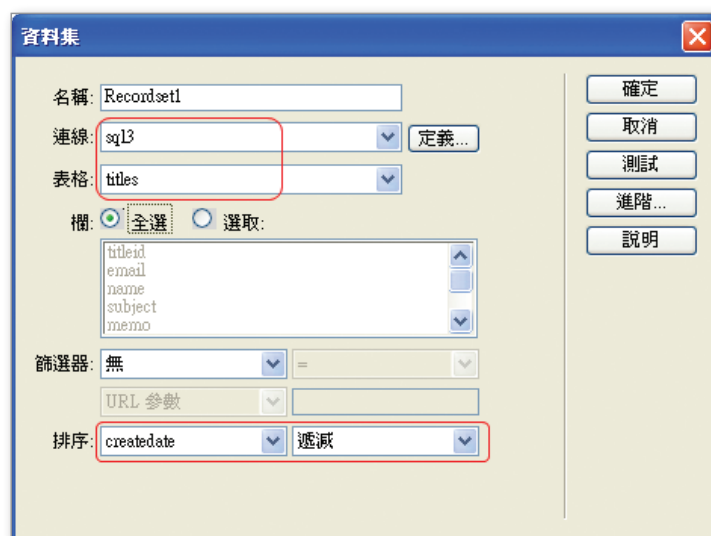 資料集
名稱: Recordset1
連線: sql3 定義...
表格: titles
欄: 全選 選取:
titleid
email
name
subject
memo
篩選器: 無 =
URL 參數
排序: createdate 遞減
確定
取消
測試
進階...
說明